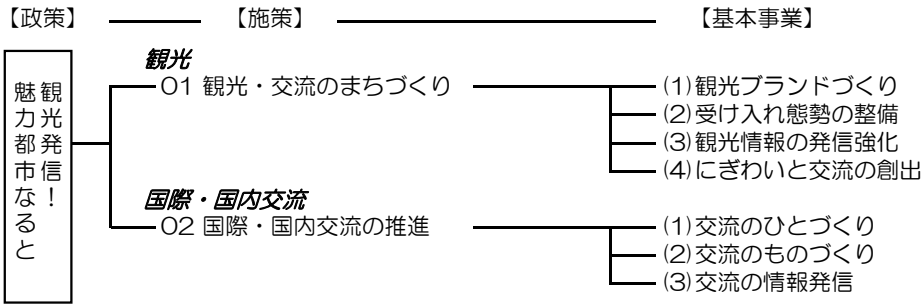 【政策】 【施策】 【基本事業】
観光発信！
魅力都市なると
観光
01 観光・交流のまちづくり
(1)観光ブランドづくり
(2)受け入れ態勢の整備
(3)観光情報の発信強化
(4)にぎわいと交流の創出
国際・国内交流
02 国際・国内交流の推進
(1)交流のひとづくり
(2)交流のものづくり
(3)交流の情報発信